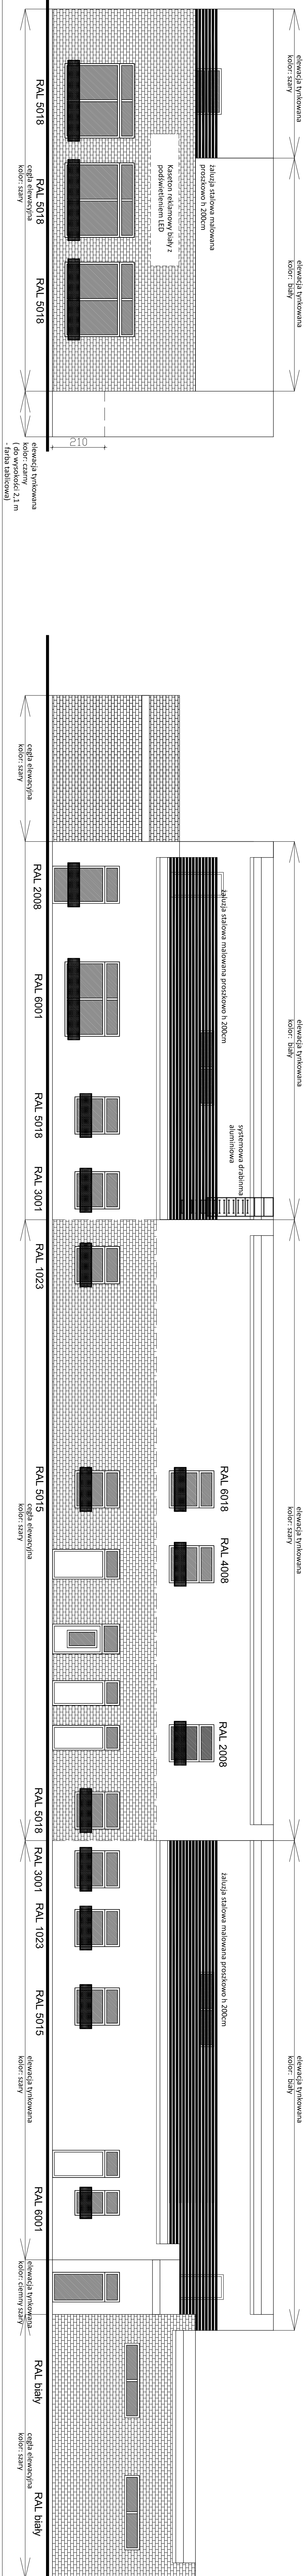 elewacja tynkowana
kolor: szary
elewacja tynkowana
kolor: biały
żaluzja stalowa malowana
proszkowo h 200cm
Kaseton reklamowy biały z
podświetleniem LED
RAL 5018
RAL 5018
RAL 5018
cegła elewacyjna
kolor: szary
210
elewacja tynkowana
kolor: czarny
( do wysokości 2,1 m
- farba tablicowa)
elewacja tynkowana
kolor: biały
żaluzja stalowa malowana proszkowo h 200cm
systemowa drabinma
aluminiowa
cegła elewacyjna
kolor: szary
RAL 2008
RAL 6001
RAL 5018
RAL 3001
elewacja tynkowana
kolor: szary
RAL 6018
RAL 4008
RAL 2008
RAL 1023
RAL 5015
cegła elewacyjna
kolor: szary
RAL 5018
elewacja tynkowana
kolor: biały
żaluzja stalowa malowana proszkowo h 200cm
RAL 3001
RAL 1023
RAL 5015
elewacja tynkowana
kolor: szary
RAL 6001
elewacja tynkowana
kolor: ciemny szary
RAL biały
cegła elewacyjna
kolor: szary
RAL biały